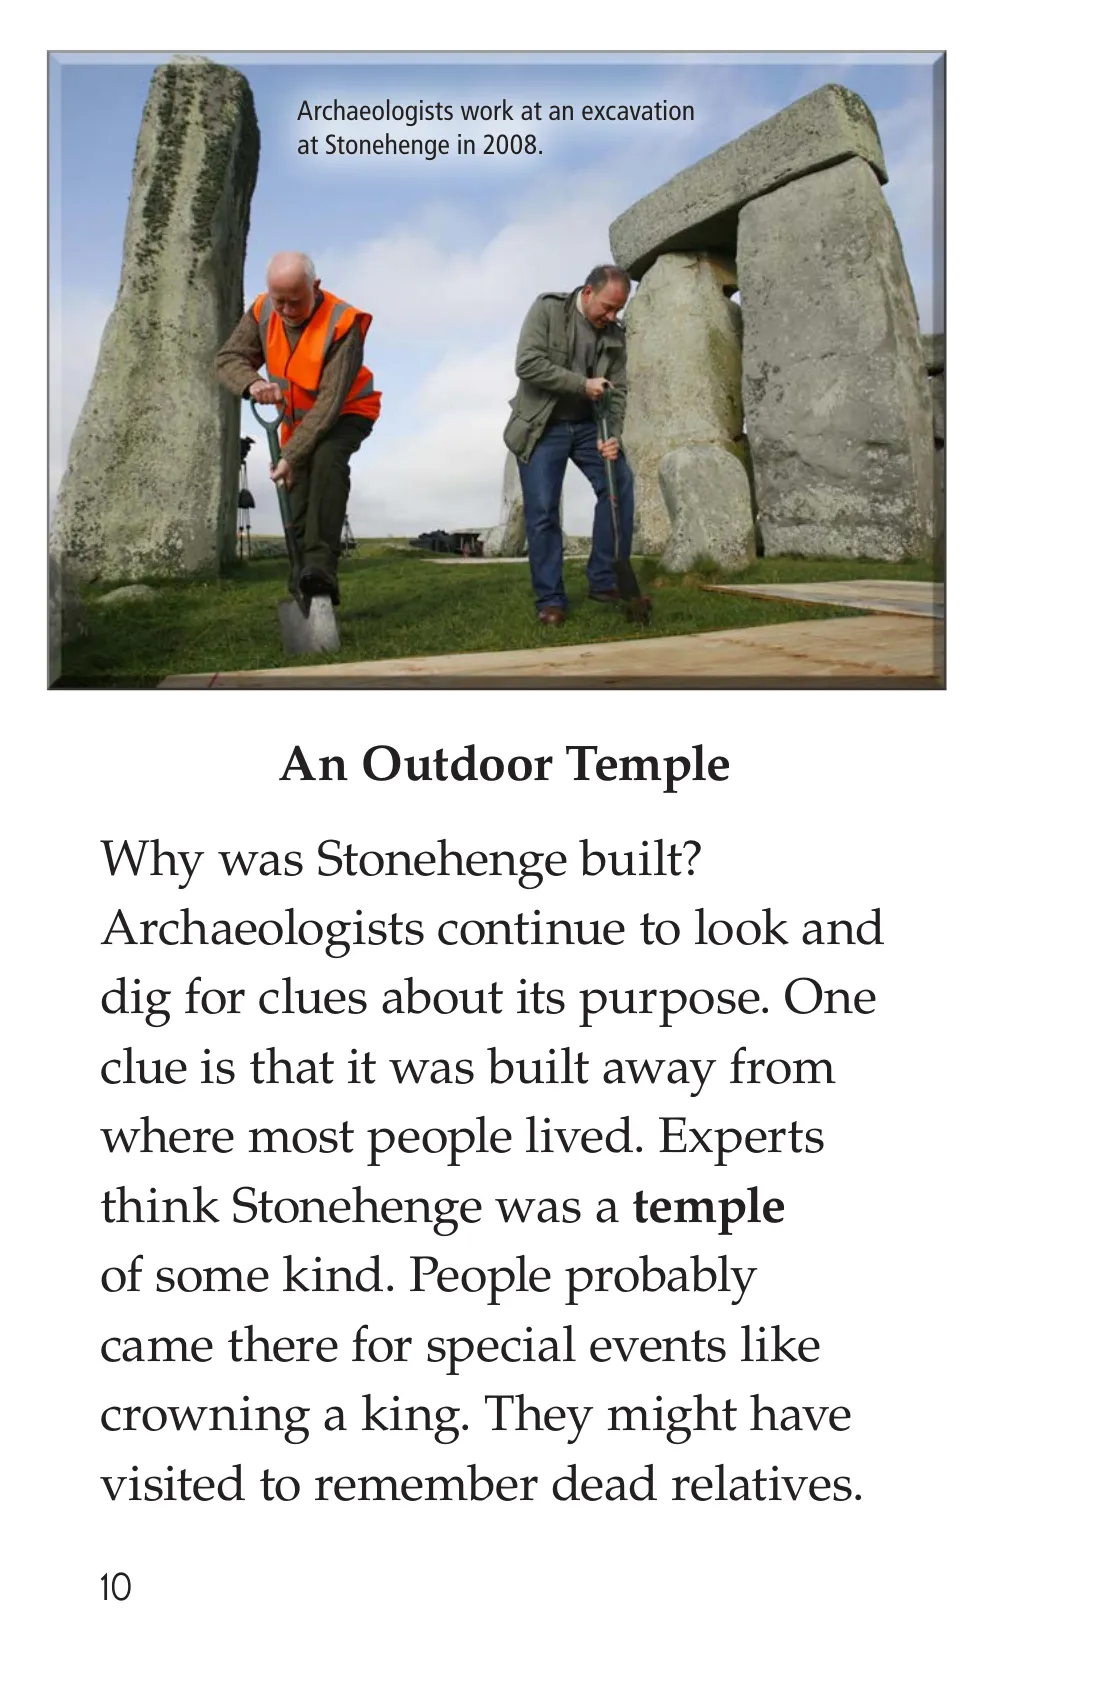 Archaeologists work at an excavation
at Stonehenge in 2008.
An Outdoor Temple
Why was Stonehenge built?
Archaeologists continue to look and
dig for clues about its purpose. One
clue is that it was built away from
where most people lived. Experts
think Stonehenge was a temple
of some kind. People probably
came there for special events like
crowning a king. They might have
visited to remember dead relatives.
10